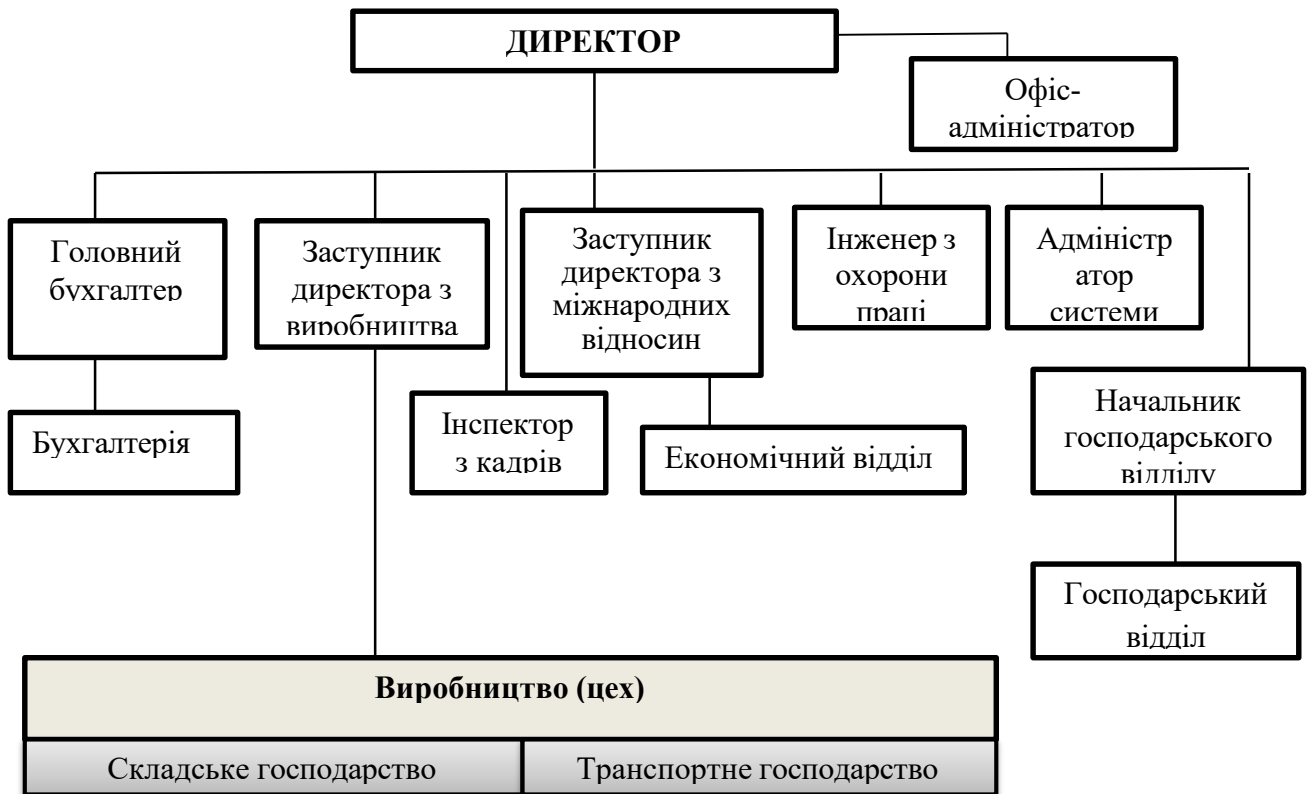 ДИРЕКТОР
Офіс-
адміністратор
Головний
бухгалтер
Заступник
директора з
виробництва
Заступник
директора з
міжнародних
відносин
Інженер з
охорони
праці
Адміністр
атор
системи
Бухгалтерія
Інспектор
з кадрів
Економічний відділ
Начальник
господарського
відділу
Господарський
відділ
Виробництво (цех)
Складське господарство
Транспортне господарство